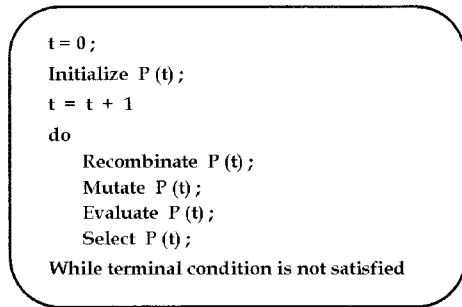 t = 0 ;
Initialize P (t) ;
t = t + 1
do
Recombinate P (t) ;
Mutate P (t) ;
Evaluate P (t) ;
Select P (t) ;
While terminal condition is not satisfied